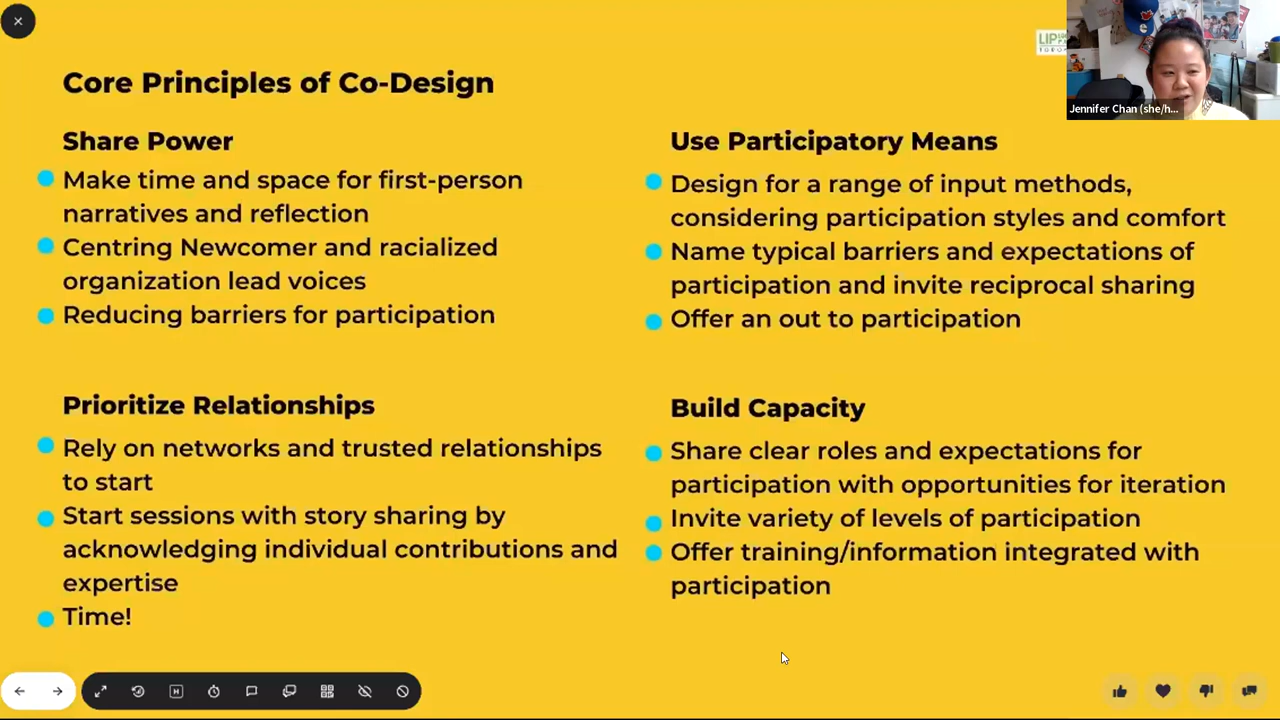 Core Principles of Co-Design
Share Power
Make time and space for first-person
narratives and reflection
Centring Newcomer and racialized
organization lead voices
Reducing barriers for participation
Prioritize Relationships
Rely on networks and trusted relationships
to start
Start sessions with story sharing by
acknowledging individual contributions and
expertise
Time!
Use Participatory Means
Design for a range of input methods,
considering participation styles and comfort
Name typical barriers and expectations of
participation and invite reciprocal sharing
Offer an out to participation
Build Capacity
Share clear roles and expectations for
participation with opportunities for iteration
Invite variety of levels of participation
Offer training/information integrated with
participation
LIP
Jennifer Chan (she/h...
H